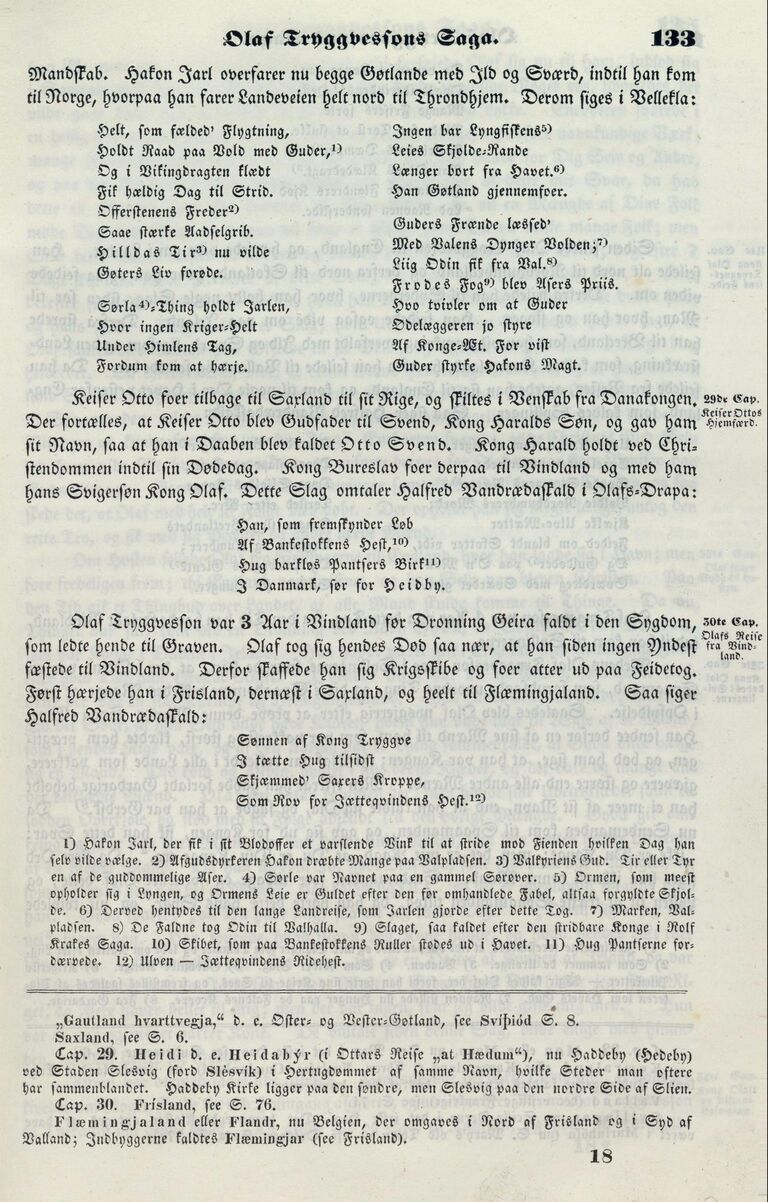 Olaf Tryggvessons Saga. 133
Mandskab. Hakon Jarl overfarer nu begge Gøtlande med Ild og Sværd, indtil han kom
til Norge, hvorpaa han farer Landeveien helt nord til Throndhjem. Derom siges i Vellekla:
Helt, som fælded' Flygtning,
Holdt Raad paa Vold med Guder,1)
Og i Vikingdragten klædt
Fik hældig Dag til Strid.
Offerstenens Freder2)
Saae stærke Aadselgrib.
Hilldas Tir3) nu vilde
Gøters Liv forøde.
Sørla4)-Thing holdt Jarlen,
Hvor ingen Kriger-Helt
Under Himlens Tag,
Fordum kom at hærje.
Ingen bar Lyngfiskens5)
Leies Skjolde-Rande
Længer bort fra Havet.6)
Han Gøtland gjennemfoer.
Guders Frænde læssed'
Med Valens Dynger Volden;7)
Liig Odin fik fra Val.8)
Frodes Fog9) blev Asers Priis.
Hvo tvivler om at Guder
Ødelæggeren jo styre
Af Konge-Æt. For vist
Guder styrke Hakons Magt.
Keiser Otto foer tilbage til Saxland til sit Rige, og skiltes i Venskab fra Danakongen.
Der fortælles, at Keiser Otto blev Gudfader til Svend, Kong Haralds Søn, og gav ham
sit Navn, saa at han i Daaben blev kaldet Otto Svend. Kong Harald holdt ved Chri-
stendommen indtil sin Dødedag. Kong Bureslav foer derpaa til Vindland og med ham
hans Svigersøn Kong Olaf. Dette Slag omtaler Halfred Vandrædaskald i Olafs-Drapa:
29de Cap.
Keiser Ottos
Hjemfærd.
Han, som fremskynder Løb
Af Bankestokkens Hest,10)
Hug barkløs Pantsers Birk11)
I Danmark, sør for Heidby.
Olaf Tryggvesson var 3 Aar i Vindland før Dronning Geira faldt i den Sygdom,
som ledte hende til Graven. Olaf tog sig hendes Død saa nær, at han siden ingen Yndest
fæstede til Vindland. Derfor skaffede han sig Krigsskibe og foer atter ud paa Feidetog.
Først hærjede han i Frisland, dernæst i Saxland, og heelt til Flæmingjaland. Saa siger
Halfred Vandrædaskald:
30te Cap.
Olafs Reise
fra Vind-
land.
Sønnen af Kong Tryggve
I tætte Hug tilsidst
Skjæmmed' Saxers Kroppe,
Som Rov for Jætteqvindens Hest.12)
1) Hakon Jarl, der fik i sit Blodoffer et varslende Vink til at stride mod Fienden hvilken Dag han
selv vilde vælge. 2) Afgudsdyrkeren Hakon dræbte Mange paa Valpladsen. 3) Valkyriens Gud. Tir eller Tyr
en af de guddommelige Aser. 4) Sørle var Navnet paa en gammel Sørøver. 5) Ormen, som meest
opholder sig i Lyngen, og Ormens Leie er Guldet efter den før omhandlede Fabel, altsaa forgyldte Skjol-
de. 6) Derved hentydes til den lange Landreise, som Jarlen gjorde efter dette Tog. 7) Marken, Val-
pladsen. 8) De Faldne tog Odin til Valhalla. 9) Slaget, saa kaldet efter den stridbare Konge i Rolf
Krakes Saga. 10) Skibet, som paa Bankestokkens Ruller stødes ud i Havet. 11) Hug Pantserne for-
dærvede. 12) Ulven — Jætteqvindens Ridehest.
„Gautland hvarttvegja,“ d. e. Øster- og Vester-Gøtland, see Svíþiód S. 8.
Saxland, see S. 6.
Cap. 29. Heidi d. e. Heidabýr (i Ottars Reise „at Hædum“), nu Haddeby (Hedeby)
ved Staden Slesvig (ford Slèsvík) i Hertugdømmet af samme Navn, hvilke Steder man oftere
har sammenblandet. Haddeby Kirke ligger paa den søndre, men Slesvig paa den nordre Side af Slien.
Cap. 30. Frísland, see S. 76.
Flæmingjaland eller Flandr, nu Belgien, der omgaves i Nord af Frisland og i Syd af
Valland; Indbyggerne kaldtes Flæmingjar (see Frisland).
18